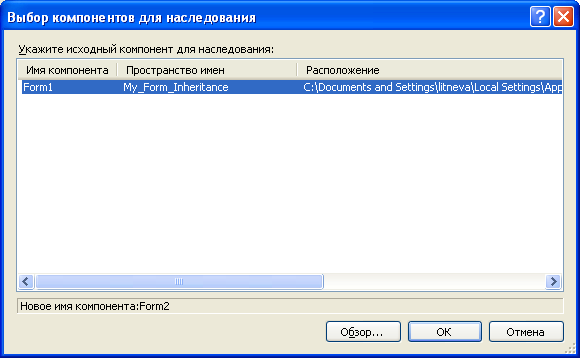 Выбор компонентов для наследования
Укажите исходный компонент для наследования:
Имя компонента Пространство имен Расположение
Form1 My_Form_Inheritance C:\Documents and Settings\litneva\Local Settings\App
Новое имя компонента:Form2
Обзор... ОК Отмена